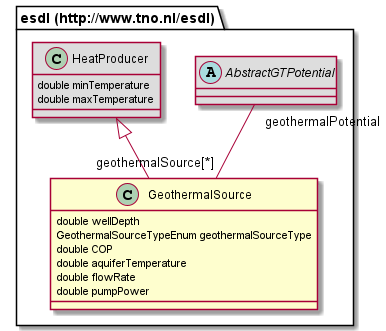 esdl (http://www.tno.nl/esdl)
C HeatProducer
double minTemperature
double maxTemperature
A AbstractGTPotential
geothermalPotential
geothermalSource[*]
C GeothermalSource
double wellDepth
GeothermalSourceTypeEnum geothermalSourceType
double COP
double aquiferTemperature
double flowRate
double pumpPower